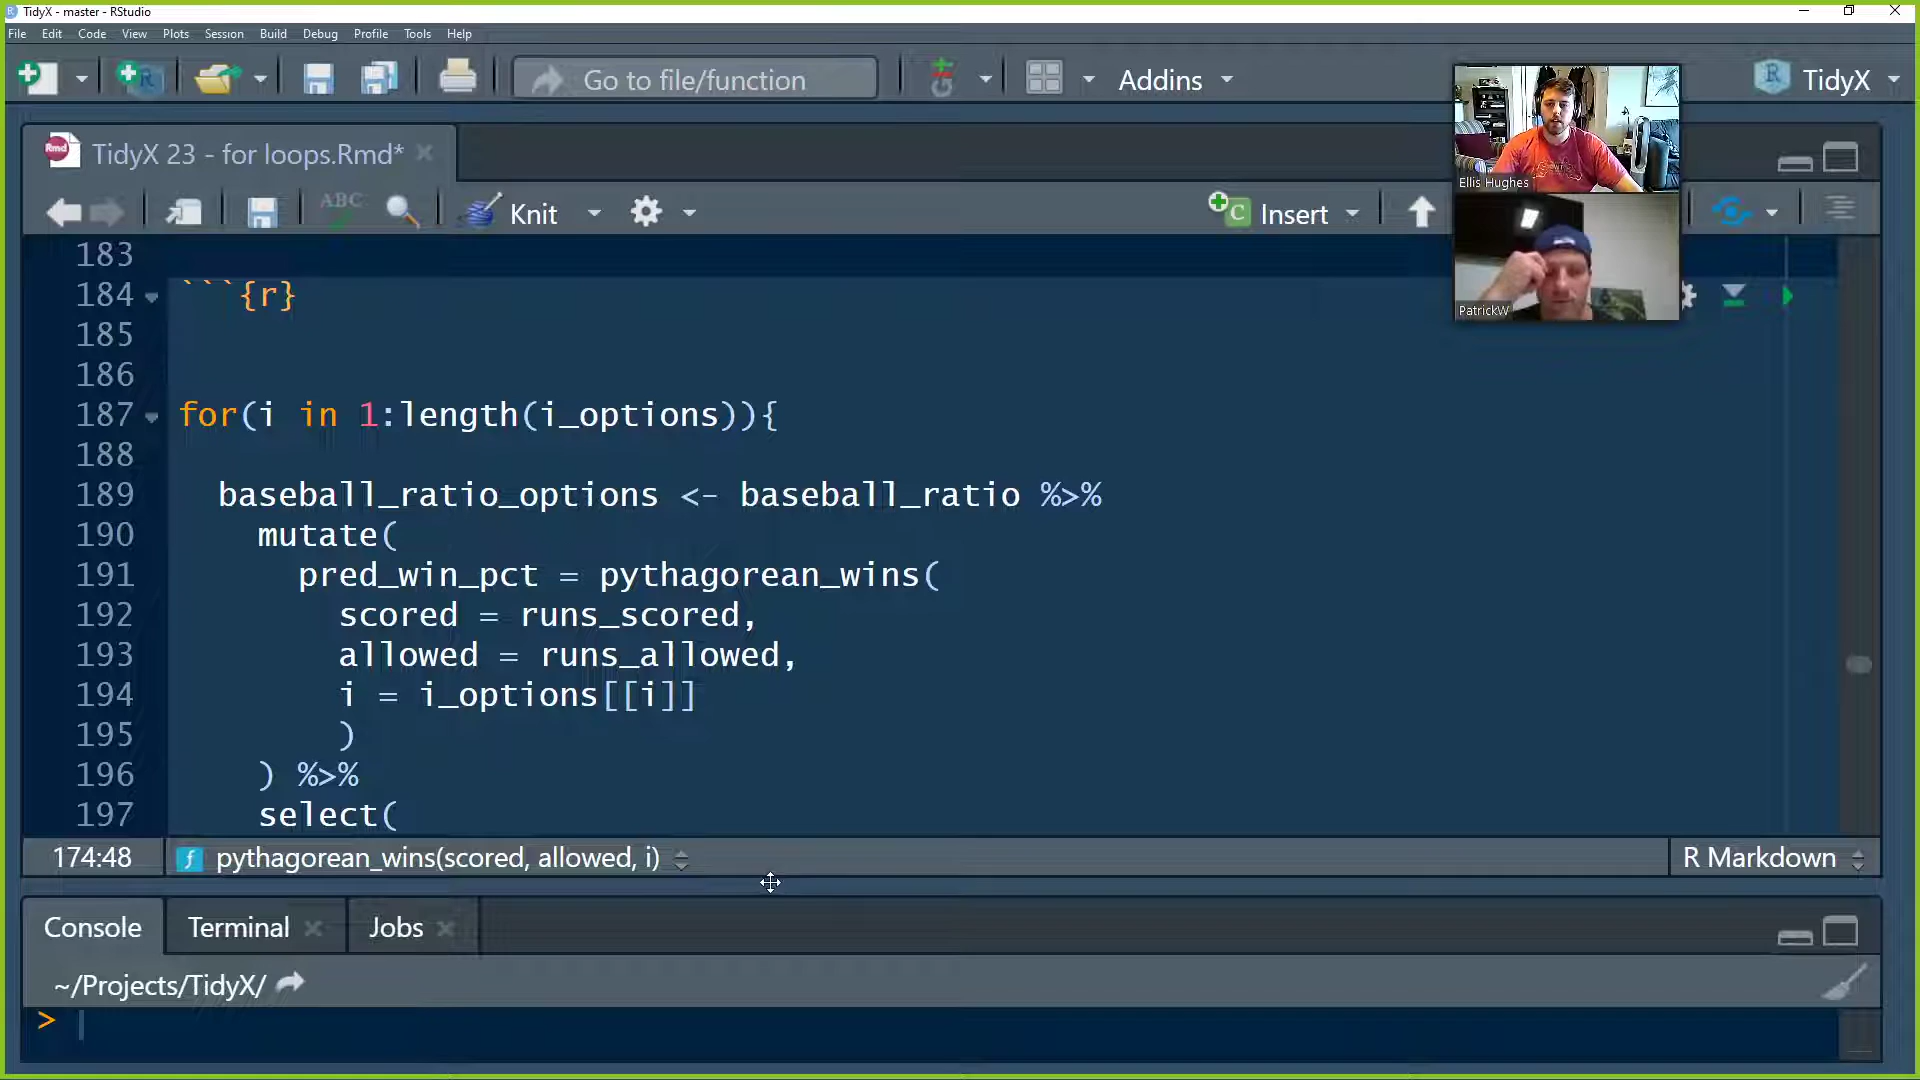 TidyX - master - RStudio
File Edit Code View Plots Session Build Debug Profile Tools Help
Go to file/function
Addins
TidyX
TidyX 23 - for loops.Rmd*
ABC
Knit
Insert
Ellis Hughes
PatrickW
183
184 ```{r}
185
186
187 for(i in 1:length(i_options)){
188
189 baseball_ratio_options <- baseball_ratio %>%
190 mutate(
191 pred_win_pct = pythagorean_wins(
192 scored = runs_scored,
193 allowed = runs_allowed,
194 i = i_options[[i]]
195 )
196 ) %>%
197 select(
174:48
pythagorean_wins(scored, allowed, i)
R Markdown
Console Terminal Jobs
~/Projects/TidyX/
>